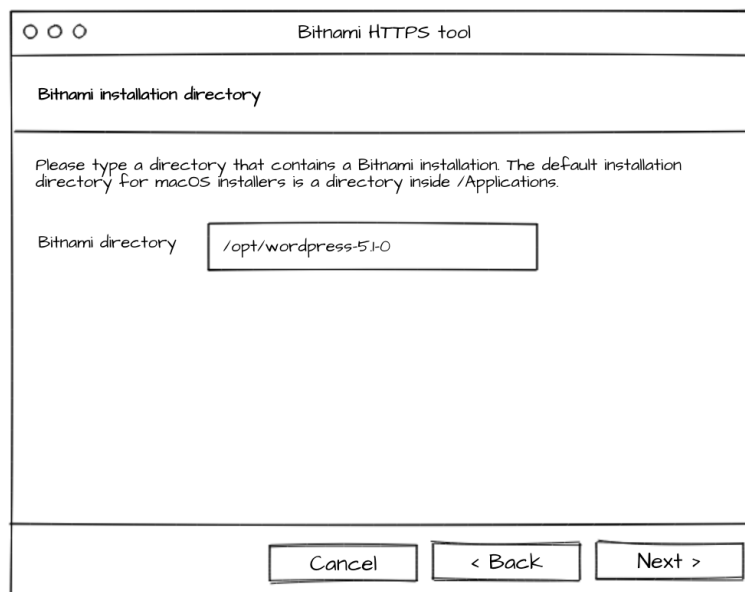 Bitnami HTTPS tool
Bitnami installation directory
Please type a directory that contains a Bitnami installation. The default installation
directory for macOS installers is a directory inside /Applications.
Bitnami directory
/opt/wordpress-5.1-0
Cancel
< Back
Next >